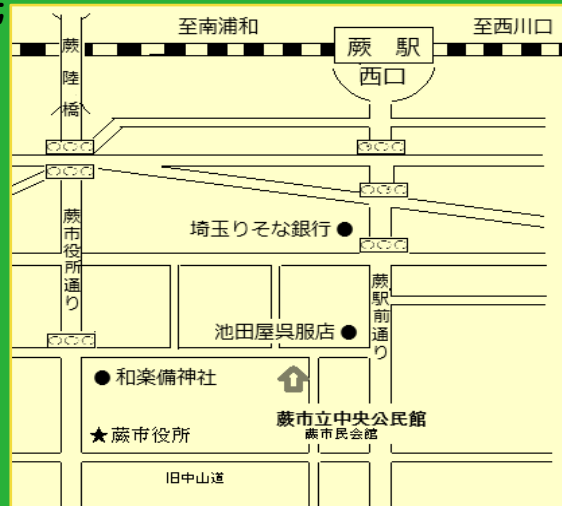 至南浦和
至西川口
蕨 駅
西口
蕨陸橋
蕨市役所通り
埼玉りそな銀行●
蕨駅前通り
池田屋呉服店●
●和楽備神社
蕨市立中央公民館
蕨市民会館
★蕨市役所
旧中山道